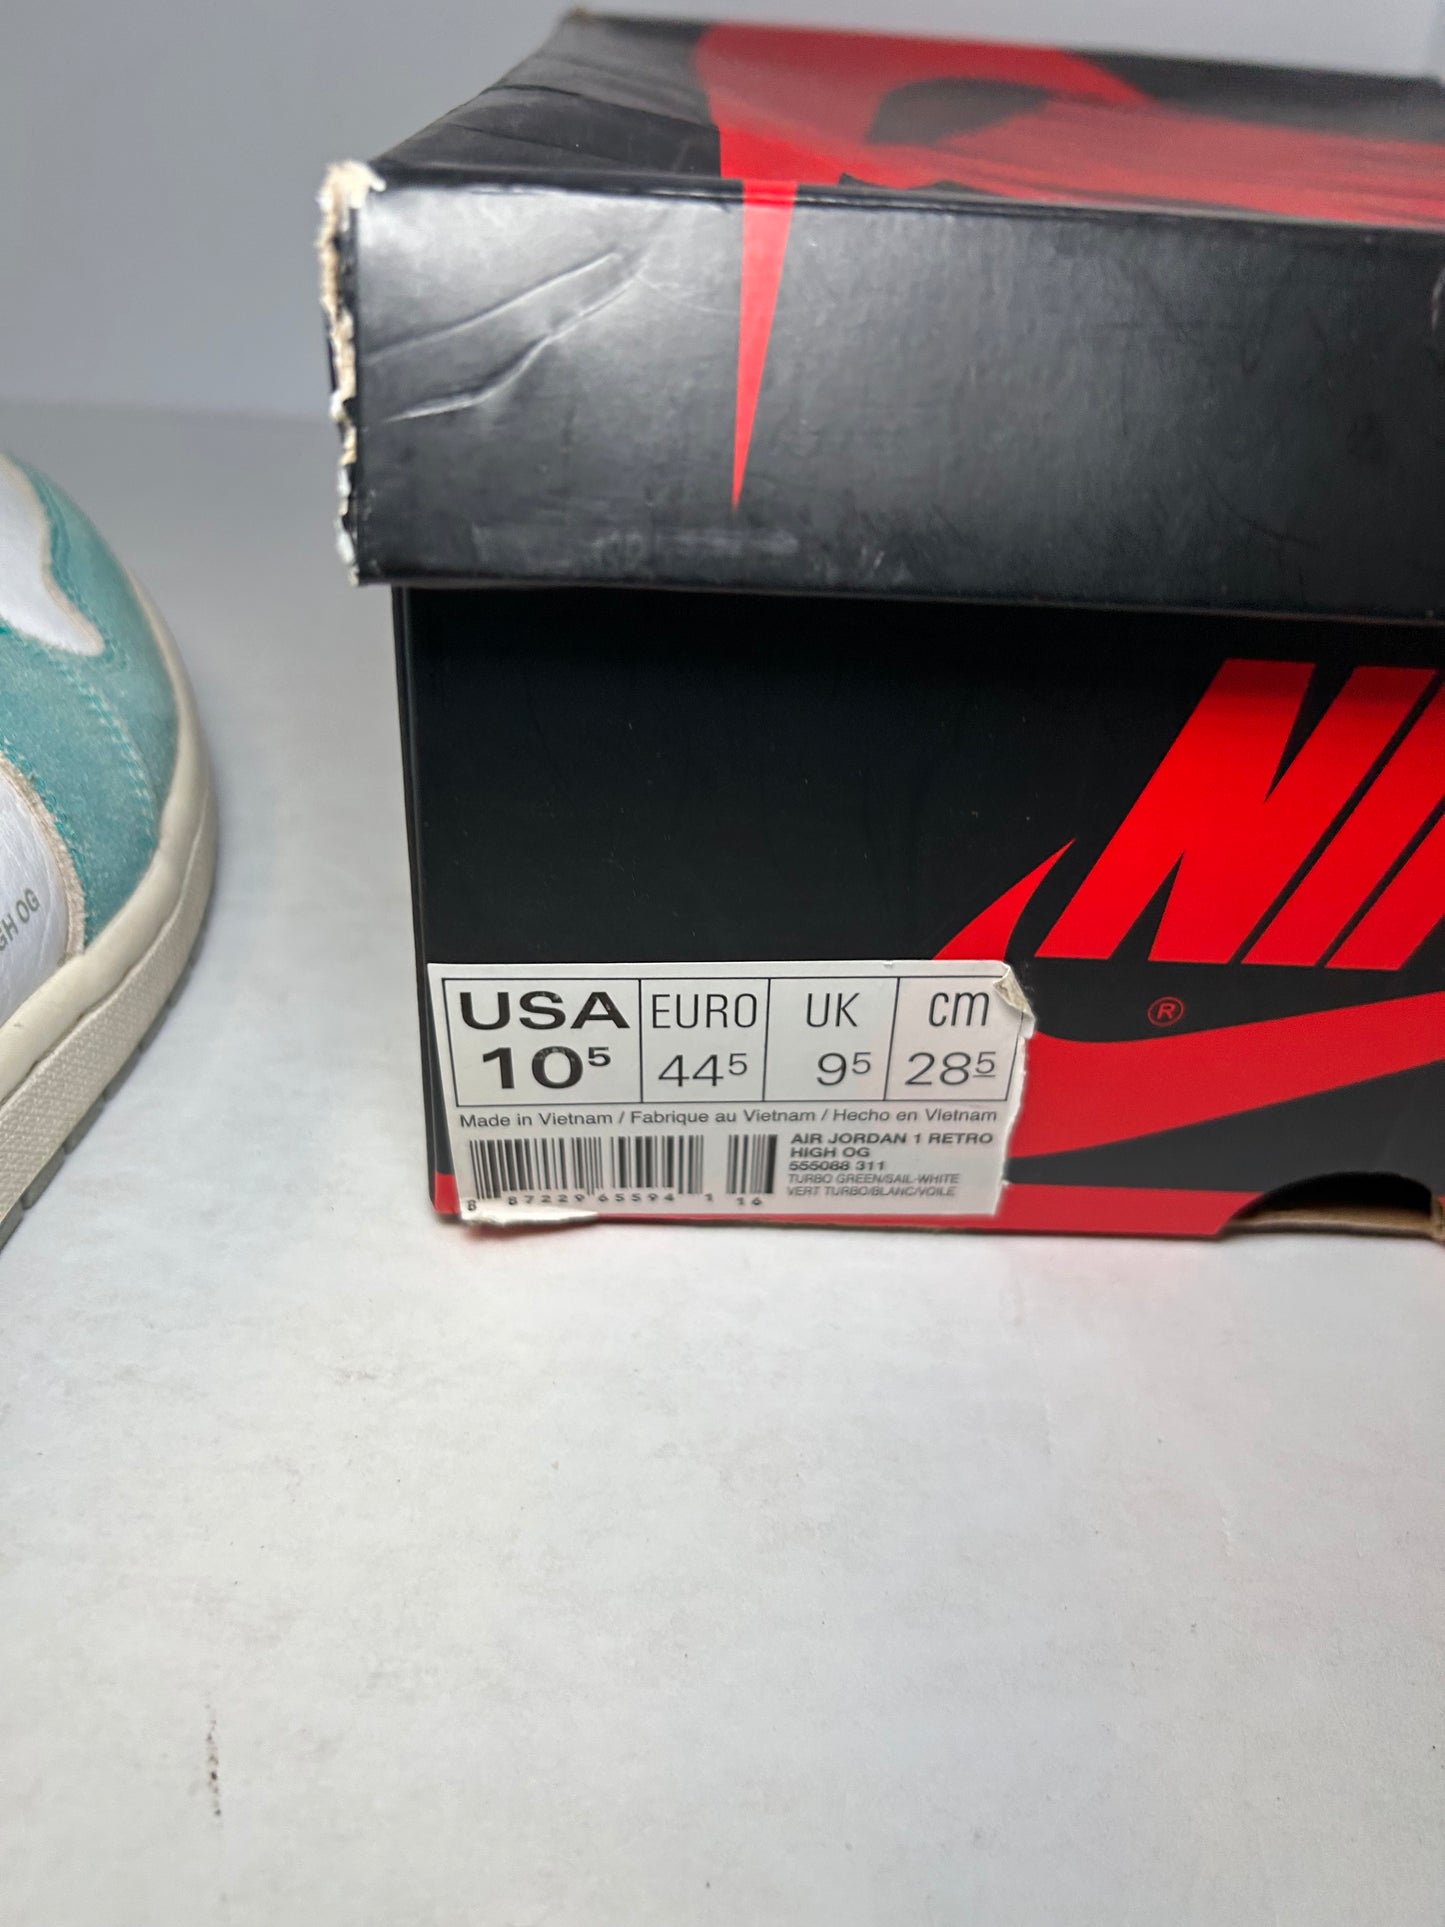 NIK
®
USA EURO UK cm
10⁵ 44⁵ 9⁵ 28⁵
Made in Vietnam / Fabrique au Vietnam / Hecho en Vietnam
AIR JORDAN 1 RETRO
HIGH OG
555088 311
TURBO GREEN/SAIL-WHITE
VERT TURBO/BLANC/VOILE
8 87229 65594 1 16
GH OG